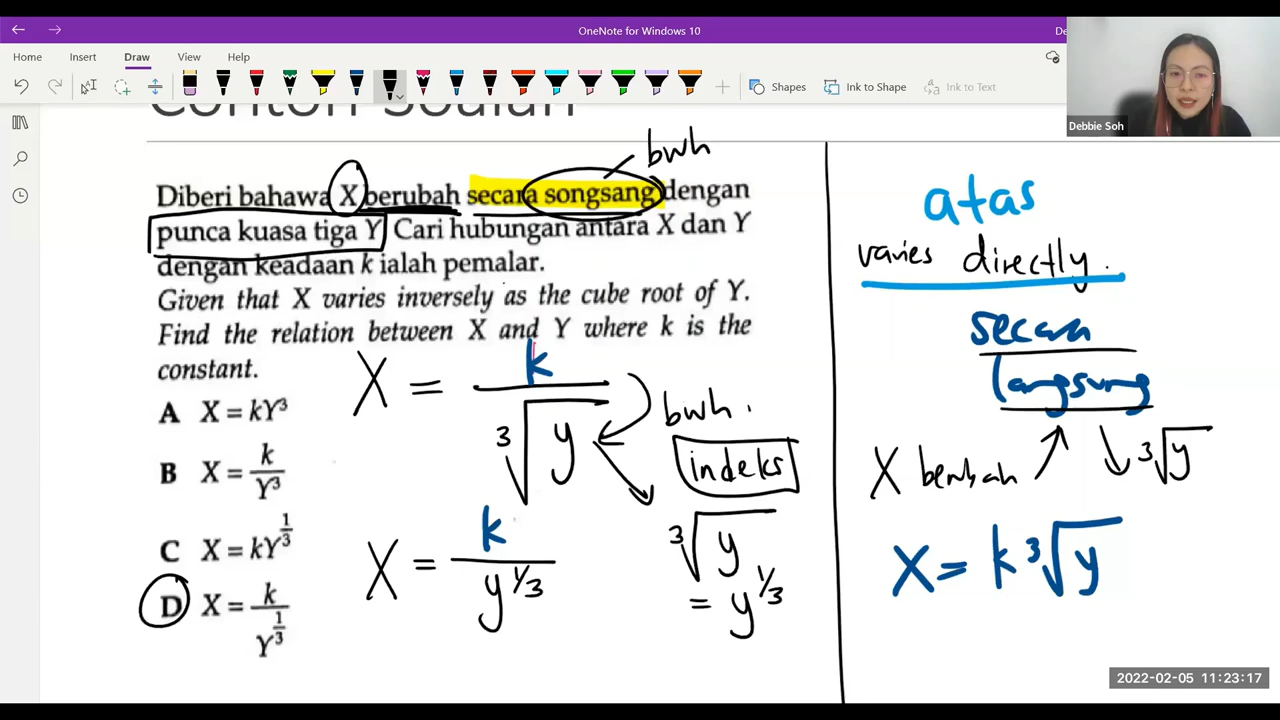 OneNote for Windows 10
De
Home Insert Draw View Help
Shapes Ink to Shape Ink to Text
Debbie Soh
Contoh Soalan
bwh
Diberi bahawa X berubah secara songsang dengan
punca kuasa tiga Y. Cari hubungan antara X dan Y
dengan keadaan k ialah pemalar.
Given that X varies inversely as the cube root of Y.
Find the relation between X and Y where k is the
constant.
A X = kY³
B X = k/Y³
C X = kY^{1/3}
D X = k/Y^{1/3}
X = k/∛y
bwh.
indeks
∛y
= y^{1/3}
X = k/y^{1/3}
atas
varies directly.
secara
langsung
X berubah ∛y
X = k∛y
2022-02-05 11:23:17